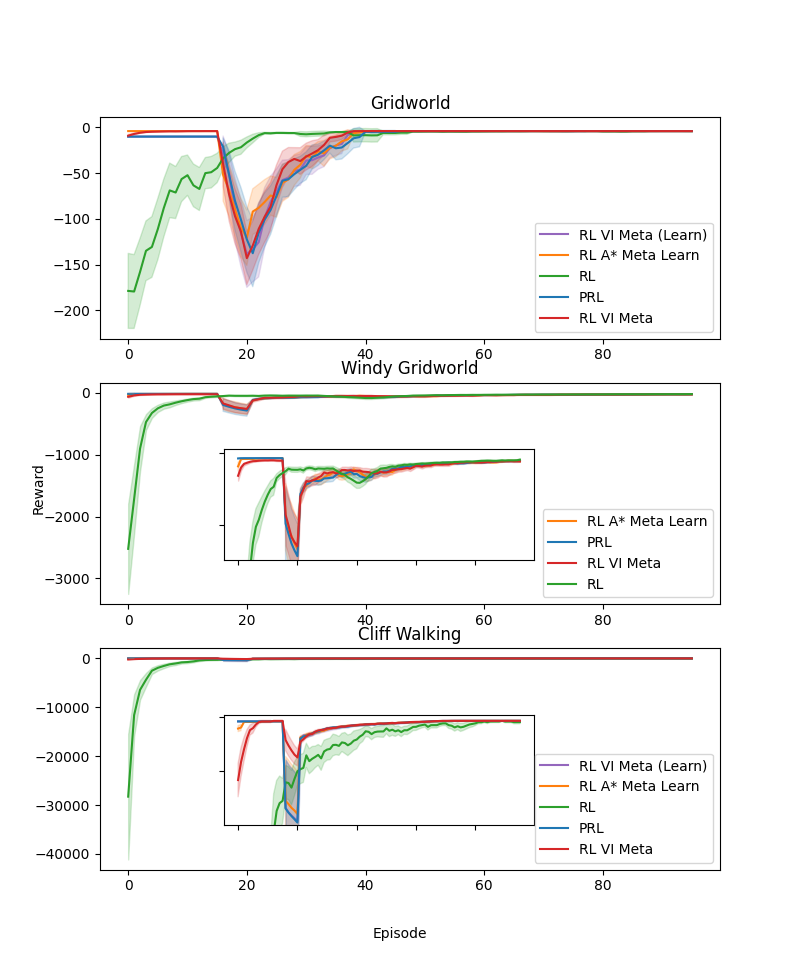 Gridworld
0
−50
−100
−150
−200
RL VI Meta (Learn)
RL A* Meta Learn
RL
PRL
RL VI Meta
0 20 40 60 80
Windy Gridworld
0
−1000
−2000
−3000
Reward
RL A* Meta Learn
PRL
RL VI Meta
RL
0 20 40 60 80
Cliff Walking
0
−10000
−20000
−30000
−40000
RL VI Meta (Learn)
RL A* Meta Learn
RL
PRL
RL VI Meta
0 20 40 60 80
Episode